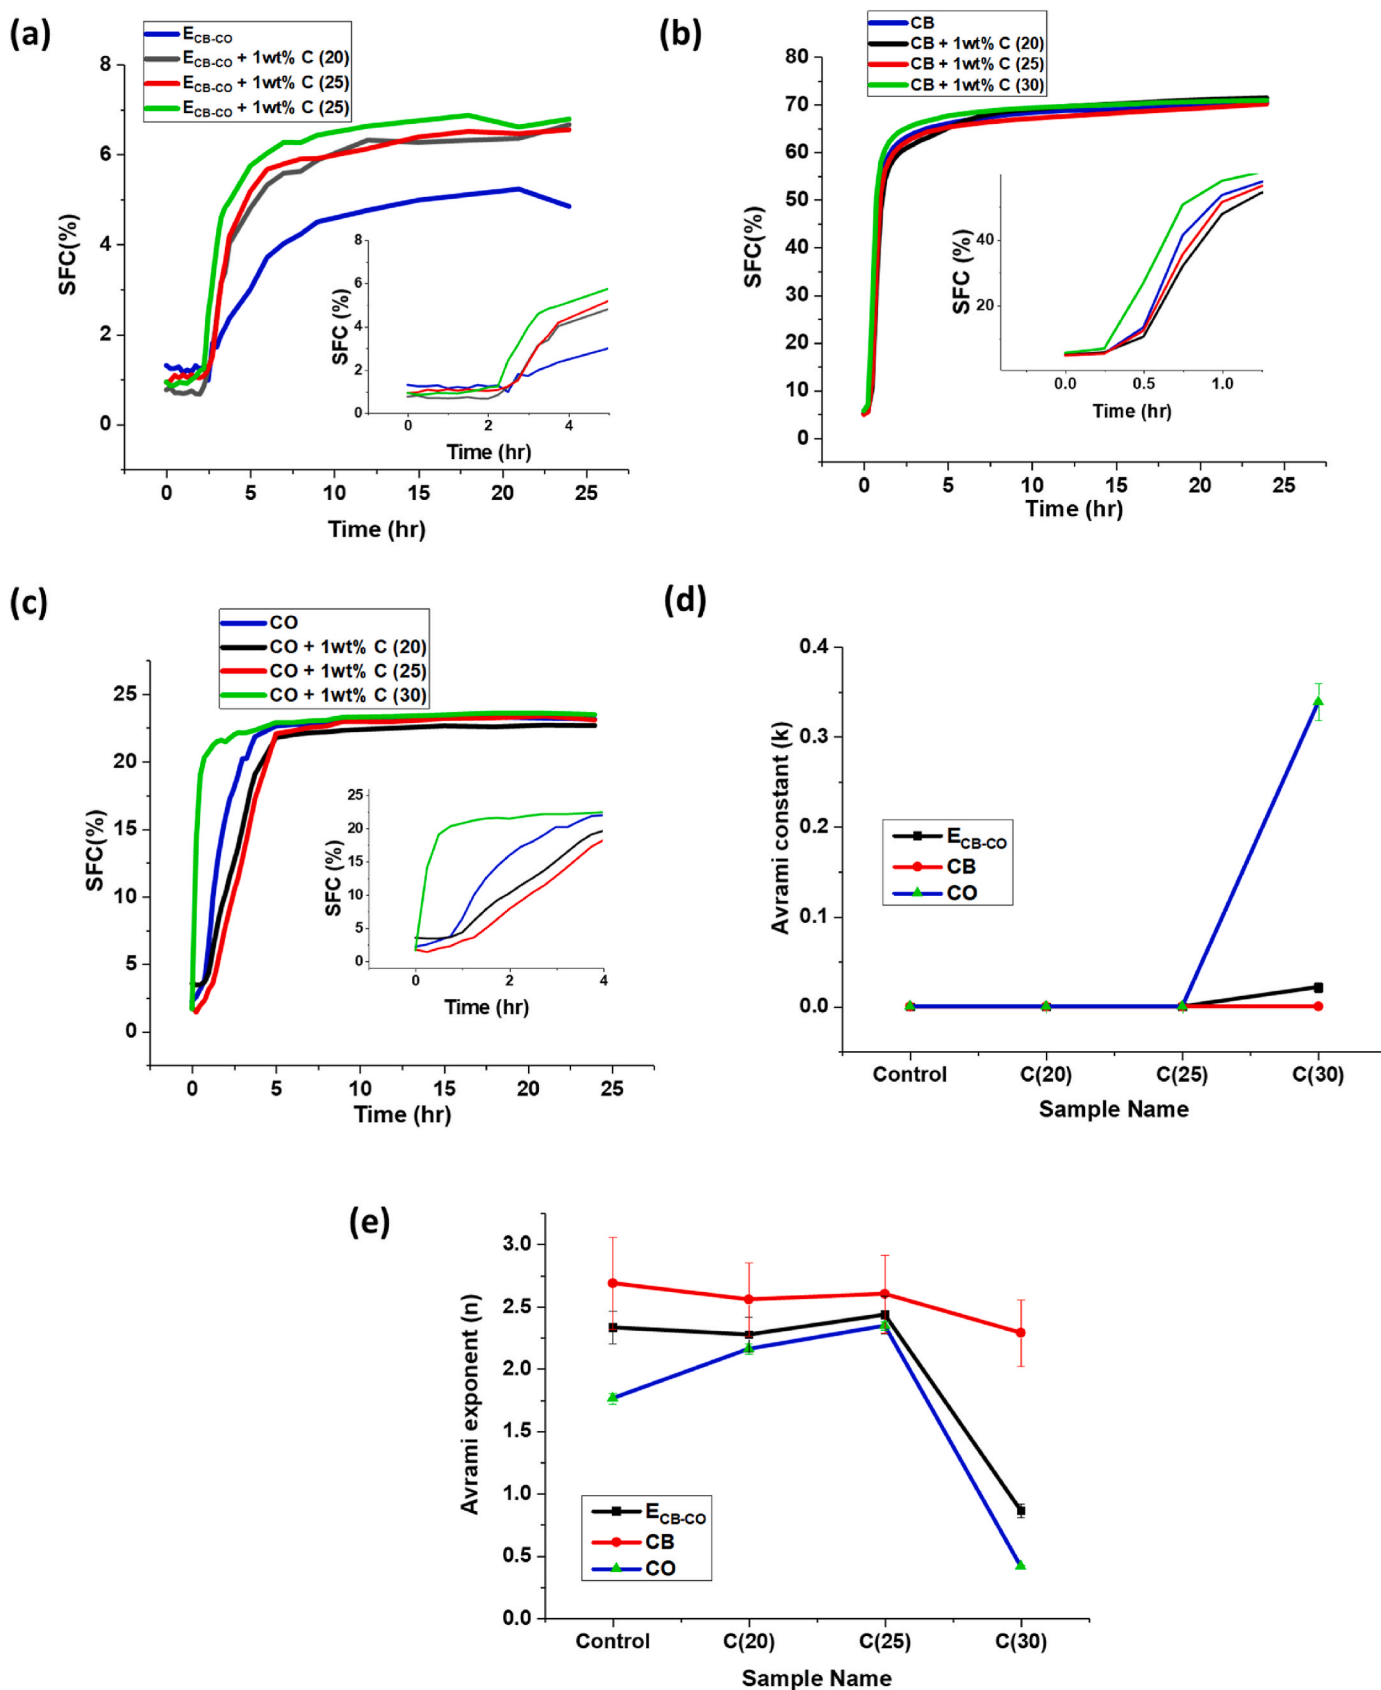 (a)
E_CB-CO
E_CB-CO + 1wt% C (20)
E_CB-CO + 1wt% C (25)
E_CB-CO + 1wt% C (25)
8
6
4
2
0
SFC(%)
0 5 10 15 20 25
Time (hr)
8
6
4
2
0
SFC (%)
0 2 4
Time (hr)
(b)
CB
CB + 1wt% C (20)
CB + 1wt% C (25)
CB + 1wt% C (30)
80
70
60
50
40
30
20
10
0
SFC(%)
0 5 10 15 20 25
Time (hr)
40
20
SFC (%)
0.0 0.5 1.0
Time (hr)
(c)
CO
CO + 1wt% C (20)
CO + 1wt% C (25)
CO + 1wt% C (30)
25
20
15
10
5
0
SFC(%)
0 5 10 15 20 25
Time (hr)
25
20
15
10
5
0
SFC (%)
0 2 4
Time (hr)
(d)
0.4
0.3
0.2
0.1
0.0
Avrami constant (k)
E_CB-CO
CB
CO
Control C(20) C(25) C(30)
Sample Name
(e)
3.0
2.5
2.0
1.5
1.0
0.5
0.0
Avrami exponent (n)
E_CB-CO
CB
CO
Control C(20) C(25) C(30)
Sample Name